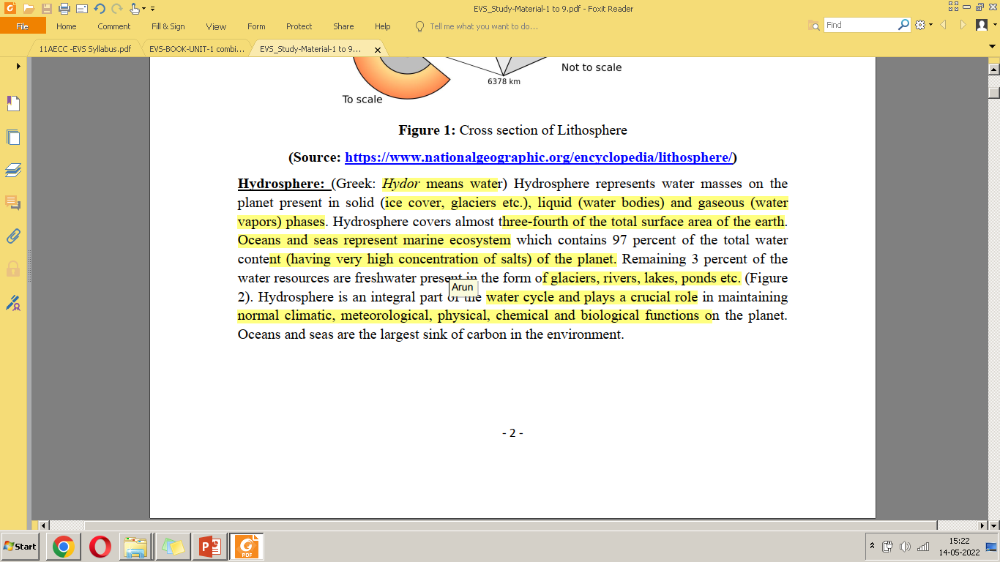 EVS_Study-Material-1 to 9.pdf - Foxit Reader
File Home Comment Fill & Sign View Form Protect Share Help Tell me what you want to do... Find
11AECC -EVS Syllabus.pdf EVS-BOOK-UNIT-1 combi... EVS_Study-Material-1 to 9...
Not to scale
6378 km
To scale
Figure 1: Cross section of Lithosphere
(Source: https://www.nationalgeographic.org/encyclopedia/lithosphere/)
Hydrosphere: (Greek: Hydor means water) Hydrosphere represents water masses on the
planet present in solid (ice cover, glaciers etc.), liquid (water bodies) and gaseous (water
vapors) phases. Hydrosphere covers almost three-fourth of the total surface area of the earth.
Oceans and seas represent marine ecosystem which contains 97 percent of the total water
content (having very high concentration of salts) of the planet. Remaining 3 percent of the
water resources are freshwater present in the form of glaciers, rivers, lakes, ponds etc. (Figure
Arun
2). Hydrosphere is an integral part of the water cycle and plays a crucial role in maintaining
normal climatic, meteorological, physical, chemical and biological functions on the planet.
Oceans and seas are the largest sink of carbon in the environment.
- 2 -
Start PDF 15:22
14-05-2022